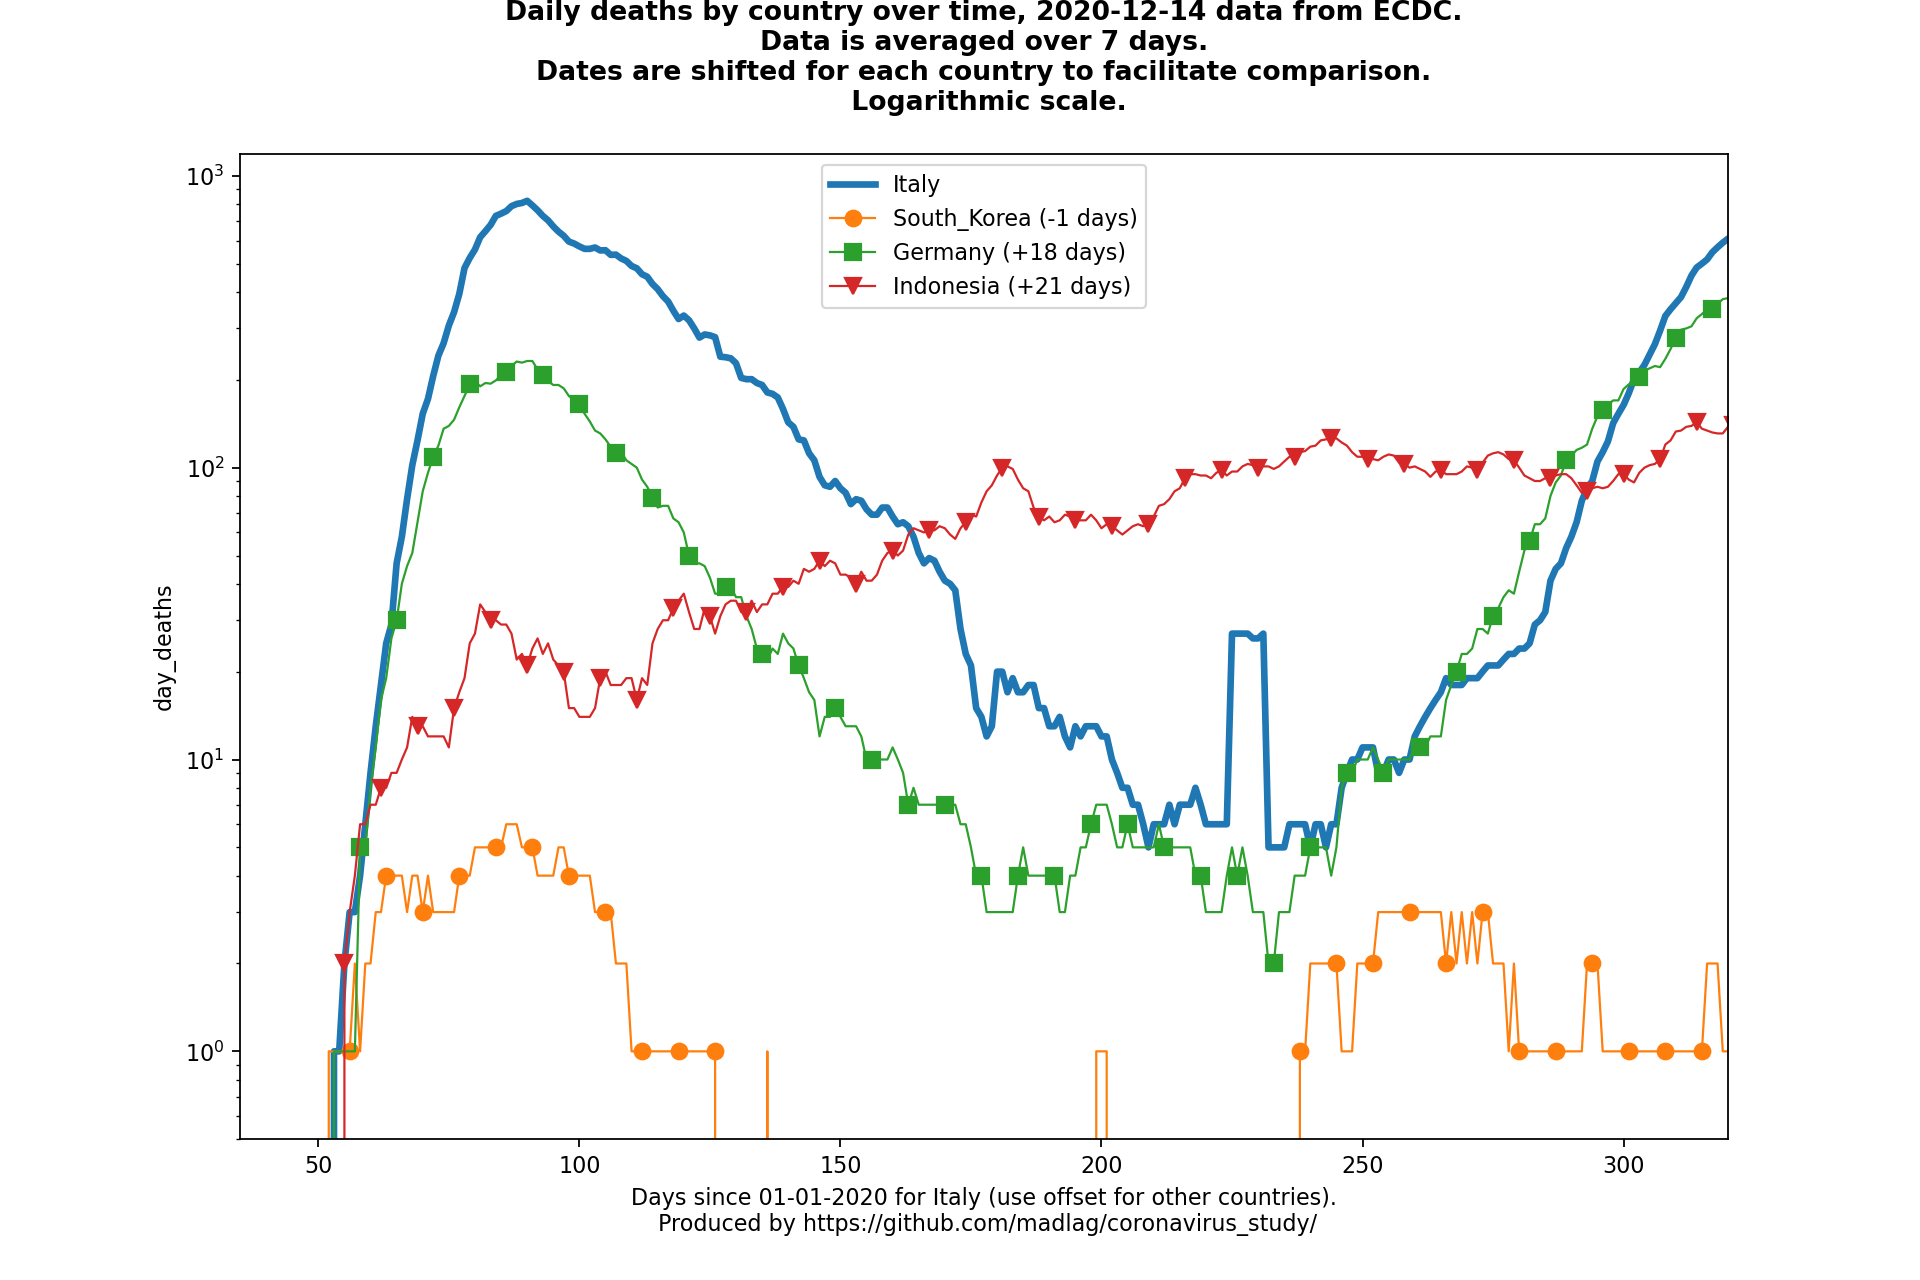 Daily deaths by country over time, 2020-12-14 data from ECDC.
Data is averaged over 7 days.
Dates are shifted for each country to facilitate comparison.
Logarithmic scale.
Italy
South_Korea (-1 days)
Germany (+18 days)
Indonesia (+21 days)
day_deaths
10³
10²
10¹
10⁰
50 100 150 200 250 300
Days since 01-01-2020 for Italy (use offset for other countries).
Produced by https://github.com/madlag/coronavirus_study/